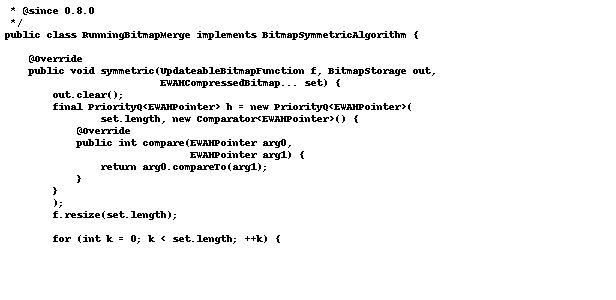 * @since 0.8.0
 */
public class RunningBitmapMerge implements BitmapSymmetricAlgorithm {

    @Override
    public void symmetric(UpdateableBitmapFunction f, BitmapStorage out,
                          EWAHCompressedBitmap... set) {
        out.clear();
        final PriorityQ<EWAHPointer> h = new PriorityQ<EWAHPointer>(
                set.length, new Comparator<EWAHPointer>() {
            @Override
            public int compare(EWAHPointer arg0,
                               EWAHPointer arg1) {
                return arg0.compareTo(arg1);
            }
        }
        );
        f.resize(set.length);

        for (int k = 0; k < set.length; ++k) {